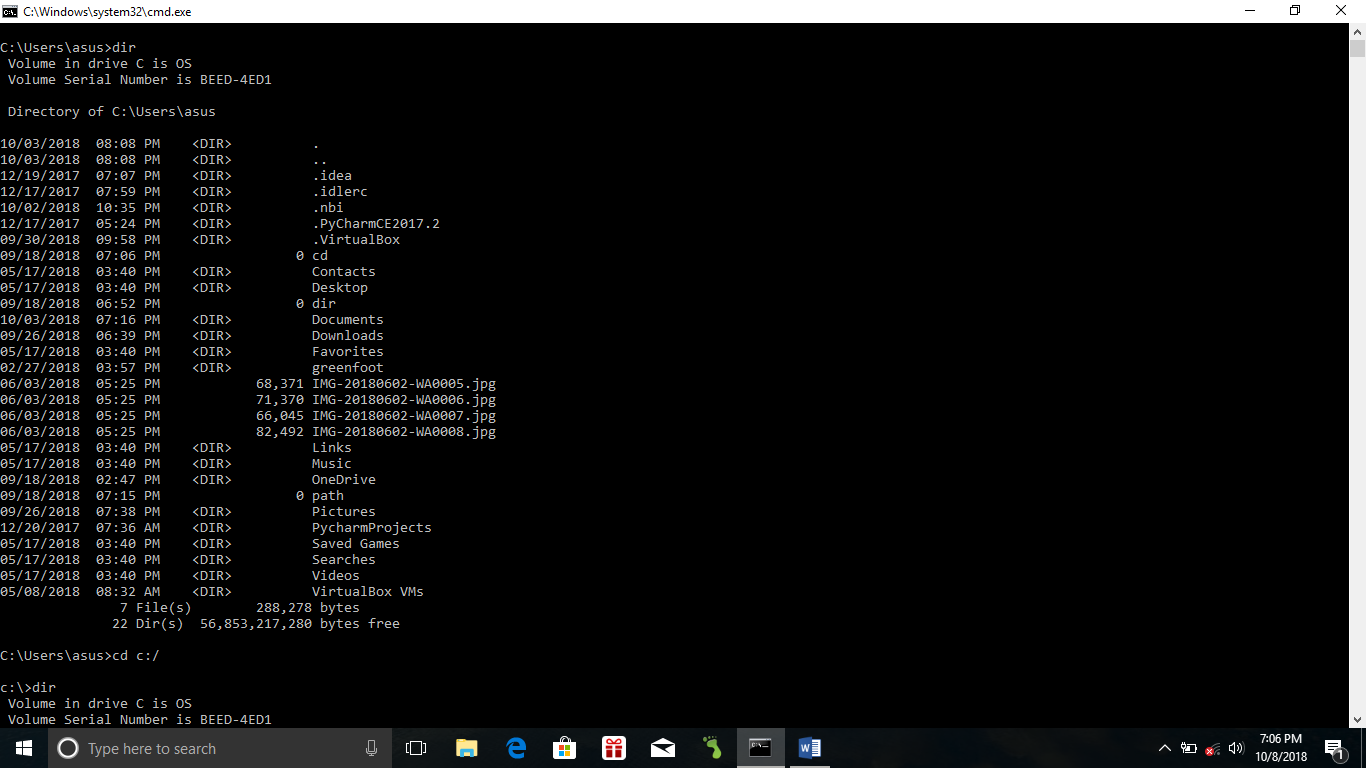 C:\Windows\system32\cmd.exe
C:\Users\asus>dir
 Volume in drive C is OS
 Volume Serial Number is BEED-4ED1

 Directory of C:\Users\asus

10/03/2018  08:08 PM    <DIR>          .
10/03/2018  08:08 PM    <DIR>          ..
12/19/2017  07:07 PM    <DIR>          .idea
12/17/2017  07:59 PM    <DIR>          .idlerc
10/02/2018  10:35 PM    <DIR>          .nbi
12/17/2017  05:24 PM    <DIR>          .PyCharmCE2017.2
09/30/2018  09:58 PM    <DIR>          .VirtualBox
09/18/2018  07:06 PM                 0 cd
05/17/2018  03:40 PM    <DIR>          Contacts
05/17/2018  03:40 PM    <DIR>          Desktop
09/18/2018  06:52 PM                 0 dir
10/03/2018  07:16 PM    <DIR>          Documents
09/26/2018  06:39 PM    <DIR>          Downloads
05/17/2018  03:40 PM    <DIR>          Favorites
02/27/2018  03:57 PM    <DIR>          greenfoot
06/03/2018  05:25 PM            68,371 IMG-20180602-WA0005.jpg
06/03/2018  05:25 PM            71,370 IMG-20180602-WA0006.jpg
06/03/2018  05:25 PM            66,045 IMG-20180602-WA0007.jpg
06/03/2018  05:25 PM            82,492 IMG-20180602-WA0008.jpg
05/17/2018  03:40 PM    <DIR>          Links
05/17/2018  03:40 PM    <DIR>          Music
09/18/2018  02:47 PM    <DIR>          OneDrive
09/18/2018  07:15 PM                 0 path
09/26/2018  07:38 PM    <DIR>          Pictures
12/20/2017  07:36 AM    <DIR>          PycharmProjects
05/17/2018  03:40 PM    <DIR>          Saved Games
05/17/2018  03:40 PM    <DIR>          Searches
05/17/2018  03:40 PM    <DIR>          Videos
05/08/2018  08:32 AM    <DIR>          VirtualBox VMs
               7 File(s)        288,278 bytes
              22 Dir(s)  56,853,217,280 bytes free

C:\Users\asus>cd c:/

c:\>dir
 Volume in drive C is OS
 Volume Serial Number is BEED-4ED1
Type here to search
7:06 PM
10/8/2018
1